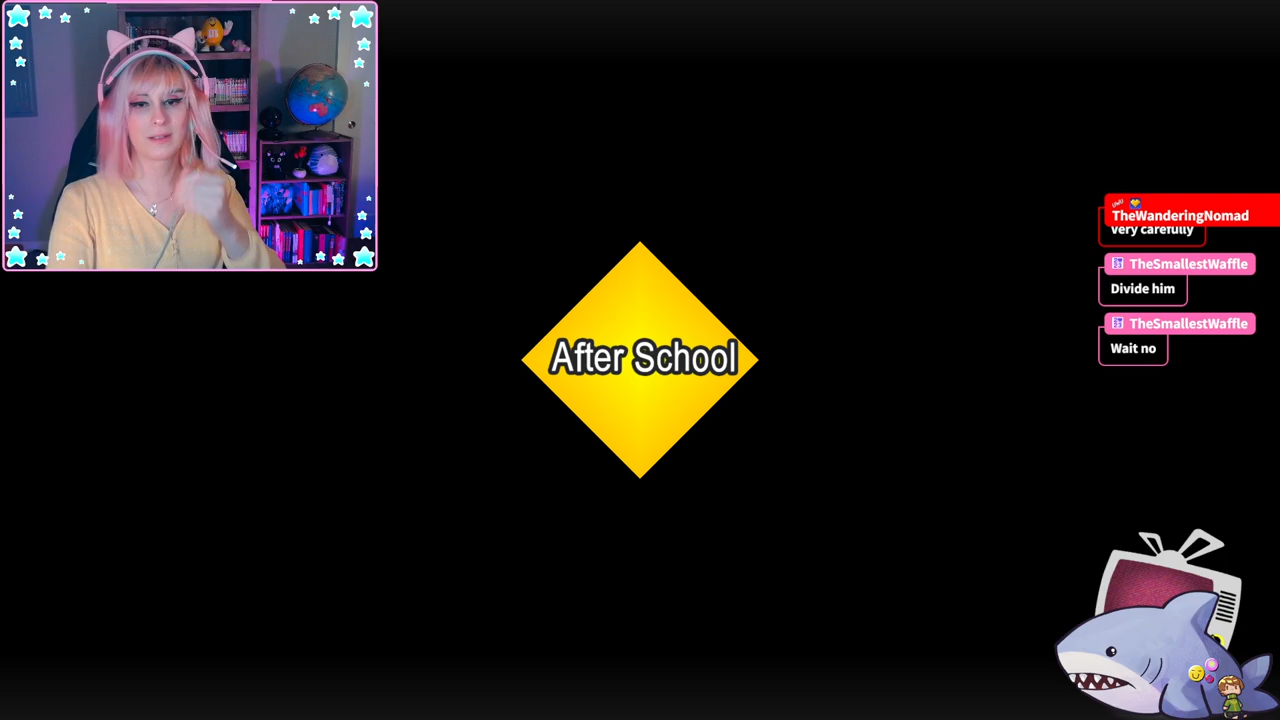 After School
TheWanderingNomad
very carefully
TheSmallestWaffle
Divide him
TheSmallestWaffle
Wait no